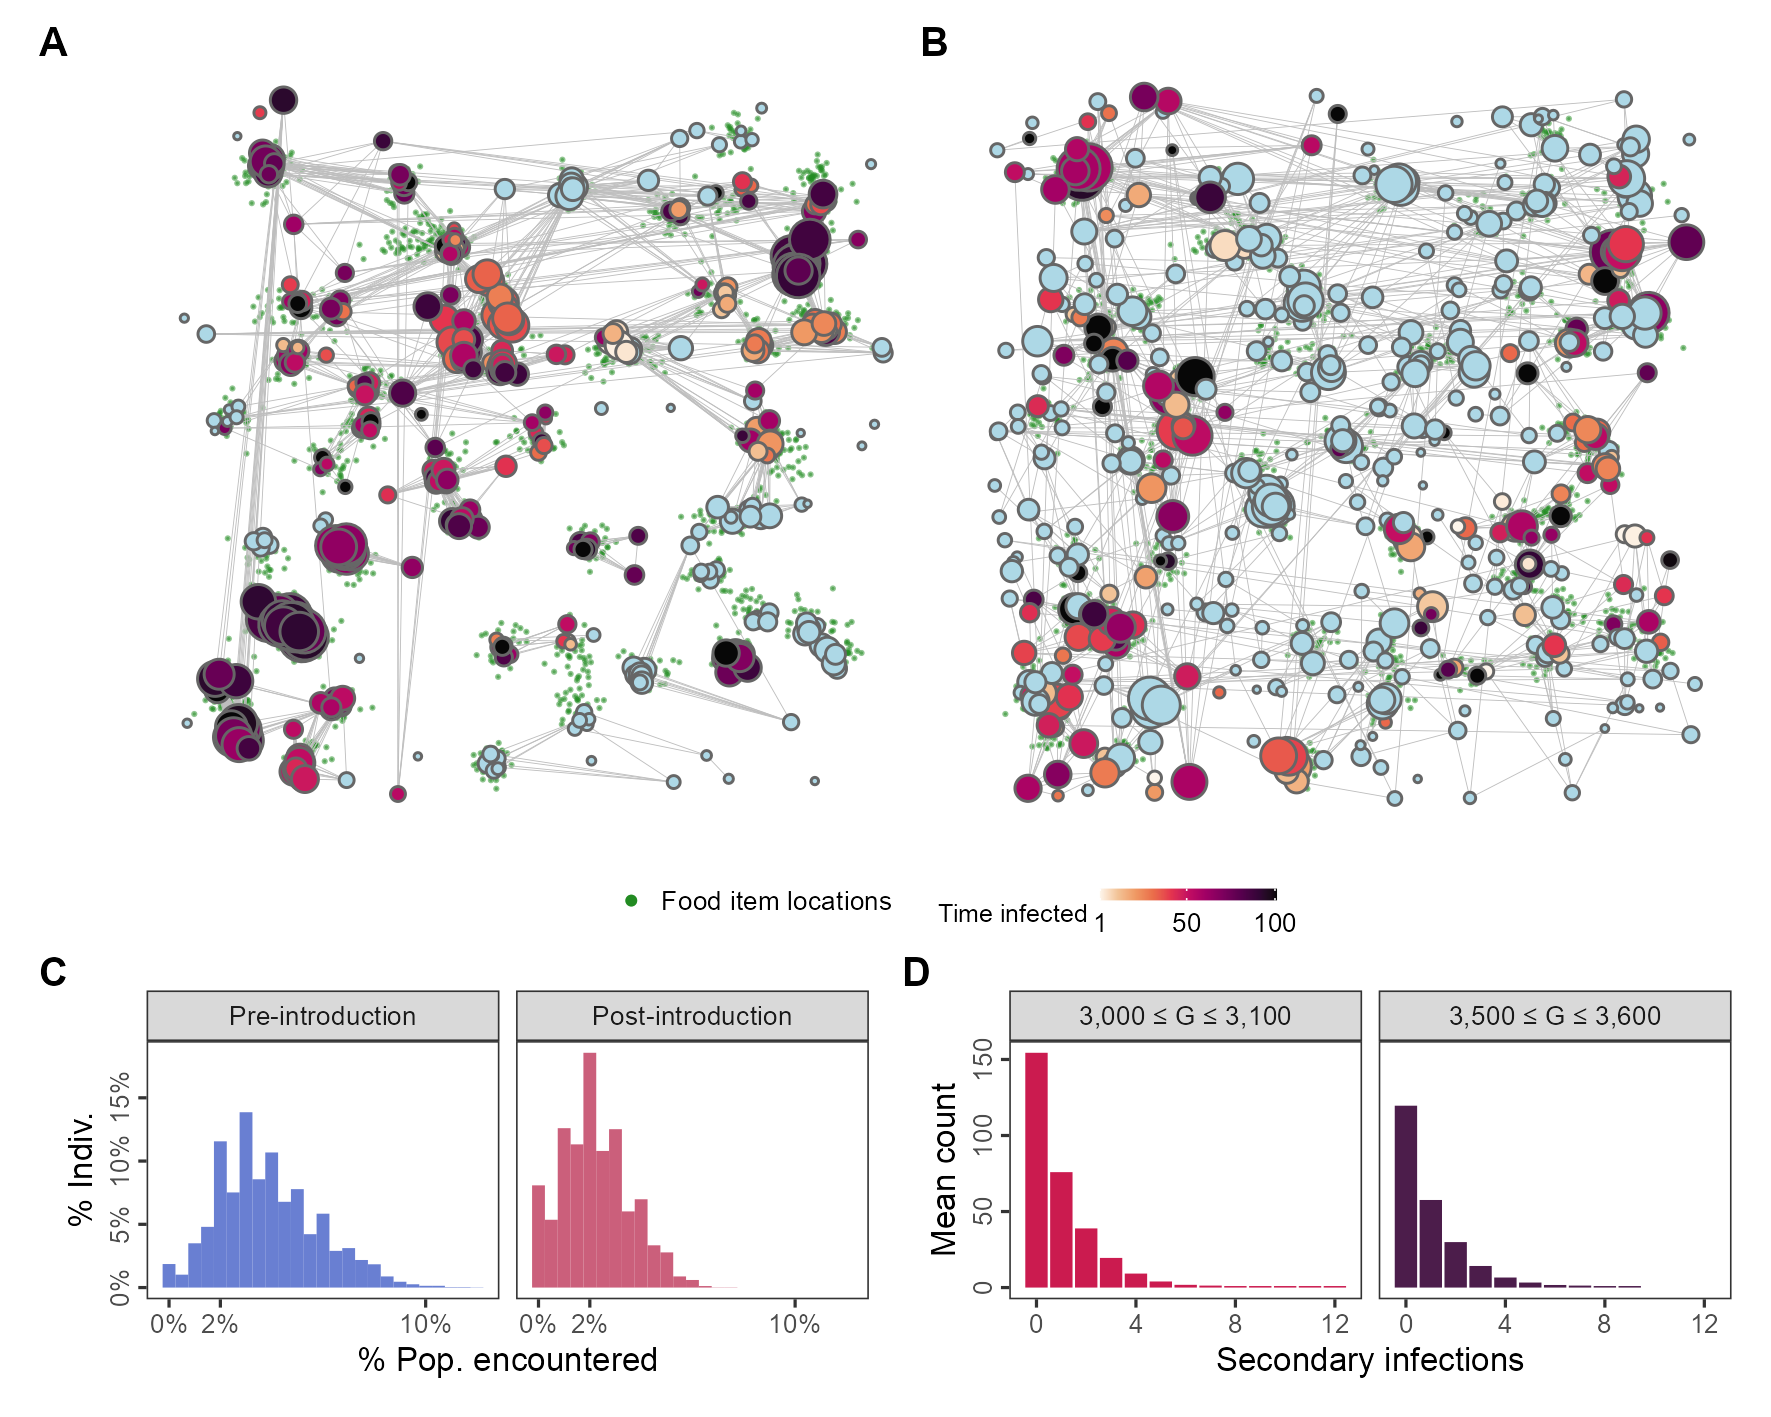 A
B
Food item locations
Time infected
1 50 100
C
D
Pre-introduction
Post-introduction
% Indiv.
0% 5% 10% 15%
0% 2% 10%
0% 2% 10%
% Pop. encountered
3,000 ≤ G ≤ 3,100
3,500 ≤ G ≤ 3,600
Mean count
0 50 100 150
0 4 8 12
0 4 8 12
Secondary infections